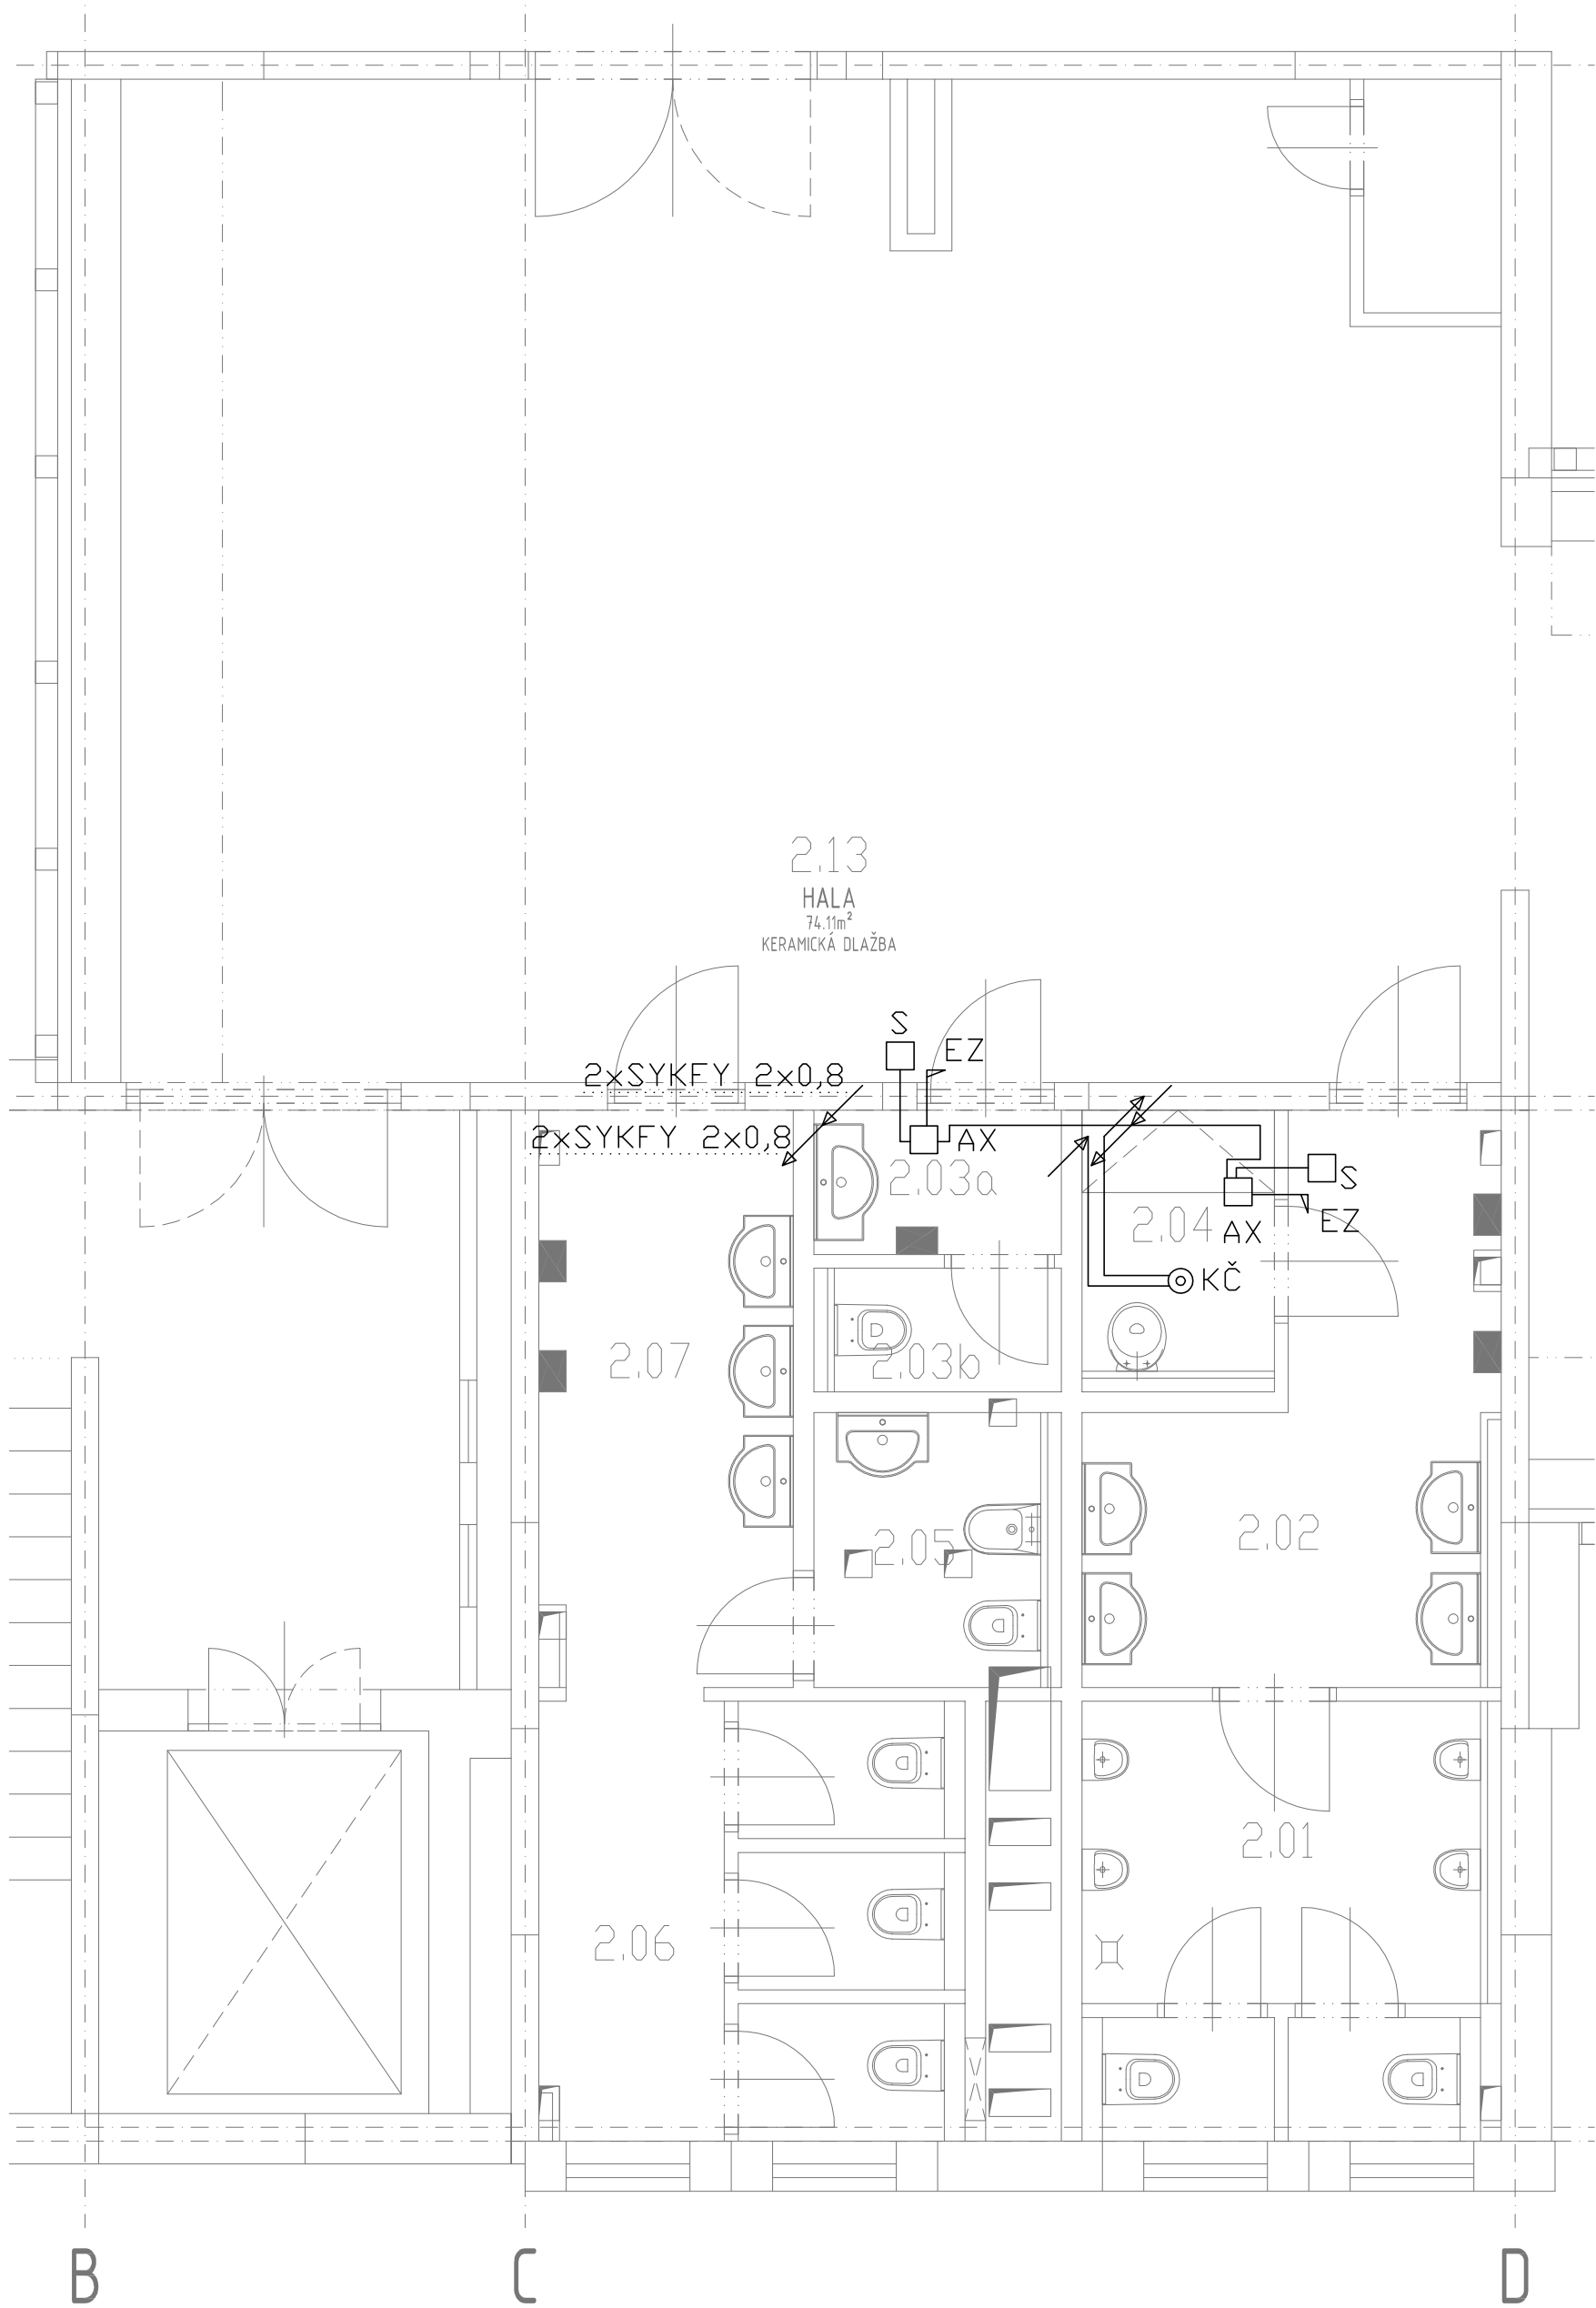 2.13
HALA
74.11m²
KERAMICKÁ DLAŽBA
S
EZ
2xSYKFY 2x0,8
2xSYKFY 2x0,8
AX
2.03a
S
2.04
AX
EZ
KČ
2.07
2.03b
2.05
2.02
2.01
2.06
B
C
D